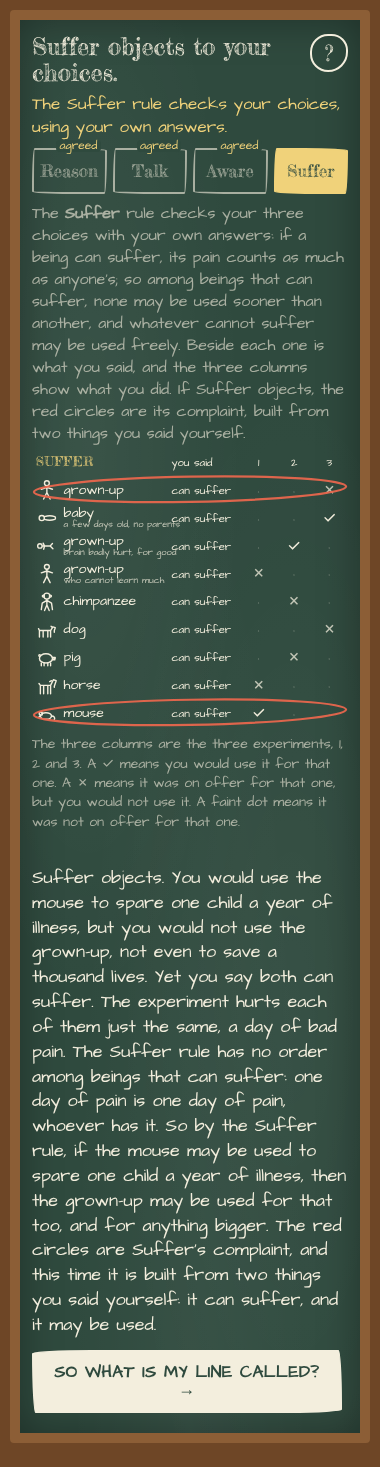 Suffer objects to your
choices.
?
The Suffer rule checks your choices,
using your own answers.
agreed agreed agreed
Reason Talk Aware Suffer
The Suffer rule checks your three
choices with your own answers: if a
being can suffer, its pain counts as much
as anyone's; so among beings that can
suffer, none may be used sooner than
another, and whatever cannot suffer
may be used freely. Beside each one is
what you said, and the three columns
show what you did. If Suffer objects, the
red circles are its complaint, built from
two things you said yourself.
SUFFER you said 1 2 3
grown-up can suffer ×
baby can suffer ✓
a few days old, no parents
grown-up can suffer ✓
brain badly hurt, for good
grown-up can suffer ×
who cannot earn much
chimpanzee can suffer ×
dog can suffer ×
pig can suffer ×
horse can suffer ×
mouse can suffer ✓
The three columns are the three experiments, 1,
2 and 3. A ✓ means you would use it for that
one. A × means it was on offer for that one,
but you would not use it. A faint dot means it
was not on offer for that one.
Suffer objects. You would use the
mouse to spare one child a year of
illness, but you would not use the
grown-up, not even to save a
thousand lives. Yet you say both can
suffer. The experiment hurts each
of them just the same, a day of bad
pain. The Suffer rule has no order
among beings that can suffer: one
day of pain is one day of pain,
whoever has it. So by the Suffer
rule, if the mouse may be used to
spare one child a year of illness, then
the grown-up may be used for that
too, and for anything bigger. The red
circles are Suffer's complaint, and
this time it is built from two things
you said yourself: it can suffer, and
it may be used.
SO WHAT IS MY LINE CALLED?
→